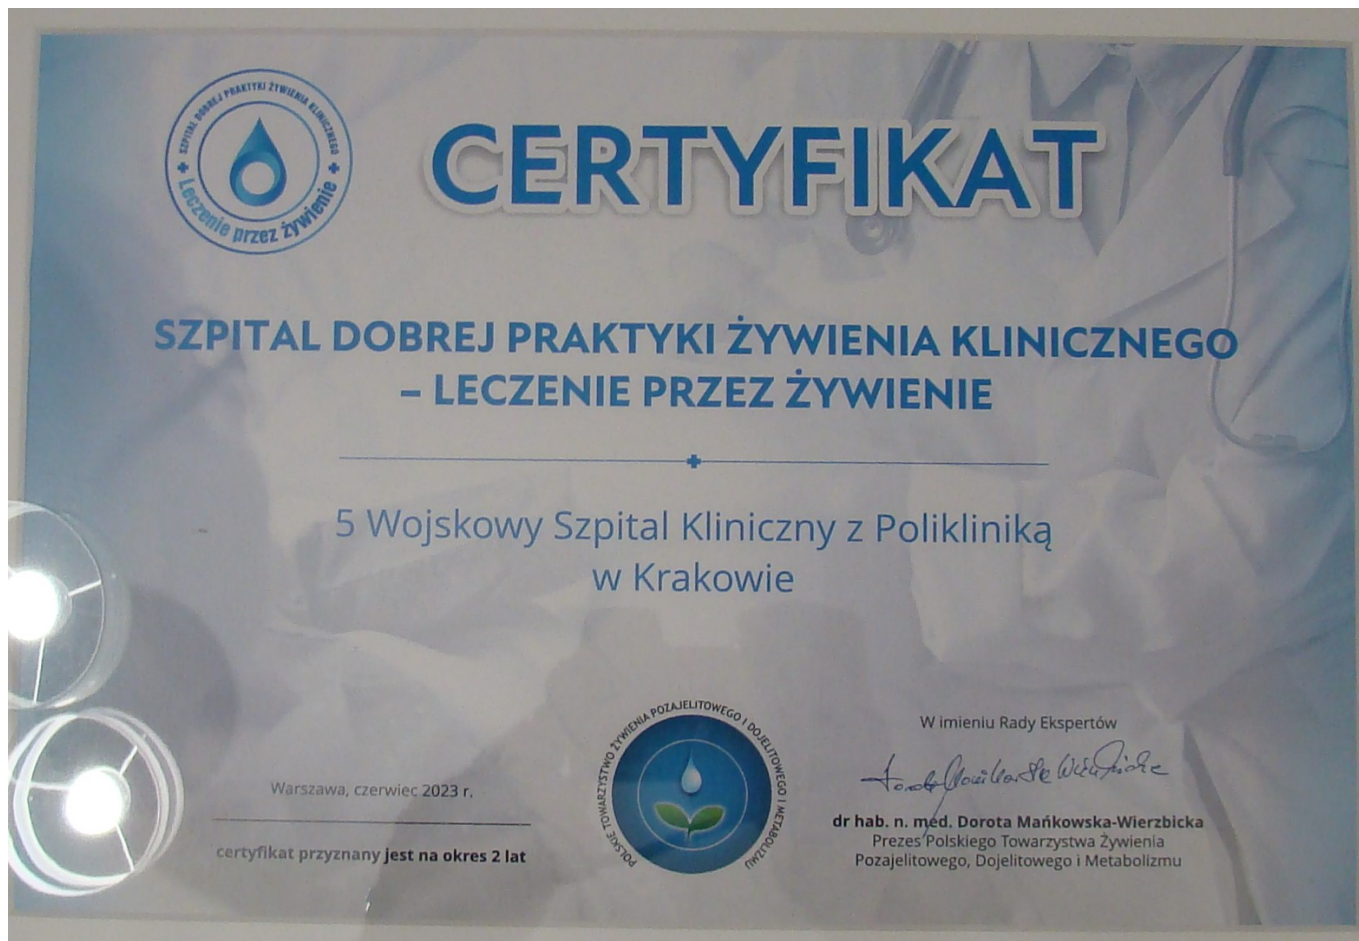 SZPITAL DOBREJ PRAKTYKI ŻYWIENIA KLINICZNEGO
Leczenie przez żywienie
CERTYFIKAT
SZPITAL DOBREJ PRAKTYKI ŻYWIENIA KLINICZNEGO
– LECZENIE PRZEZ ŻYWIENIE
5 Wojskowy Szpital Kliniczny z Polikliniką
w Krakowie
Warszawa, czerwiec 2023 r.
certyfikat przyznany jest na okres 2 lat
POLSKIE TOWARZYSTWO ŻYWIENIA POZAJELITOWEGO I DOJELITOWEGO I METABOLIZMU
W imieniu Rady Ekspertów
dr hab. n. med. Dorota Mańkowska-Wierzbicka
Prezes Polskiego Towarzystwa Żywienia
Pozajelitowego, Dojelitowego i Metabolizmu